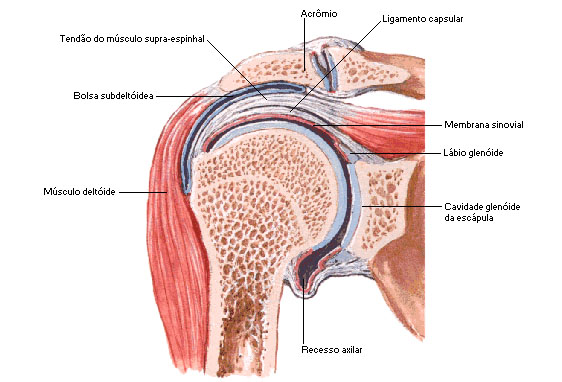 Acrômio
Ligamento capsular
Tendão do músculo supra-espinhal
Bolsa subdeltóidea
Membrana sinovial
Lábio glenóide
Músculo deltóide
Cavidade glenóide
da escápula
Recesso axilar